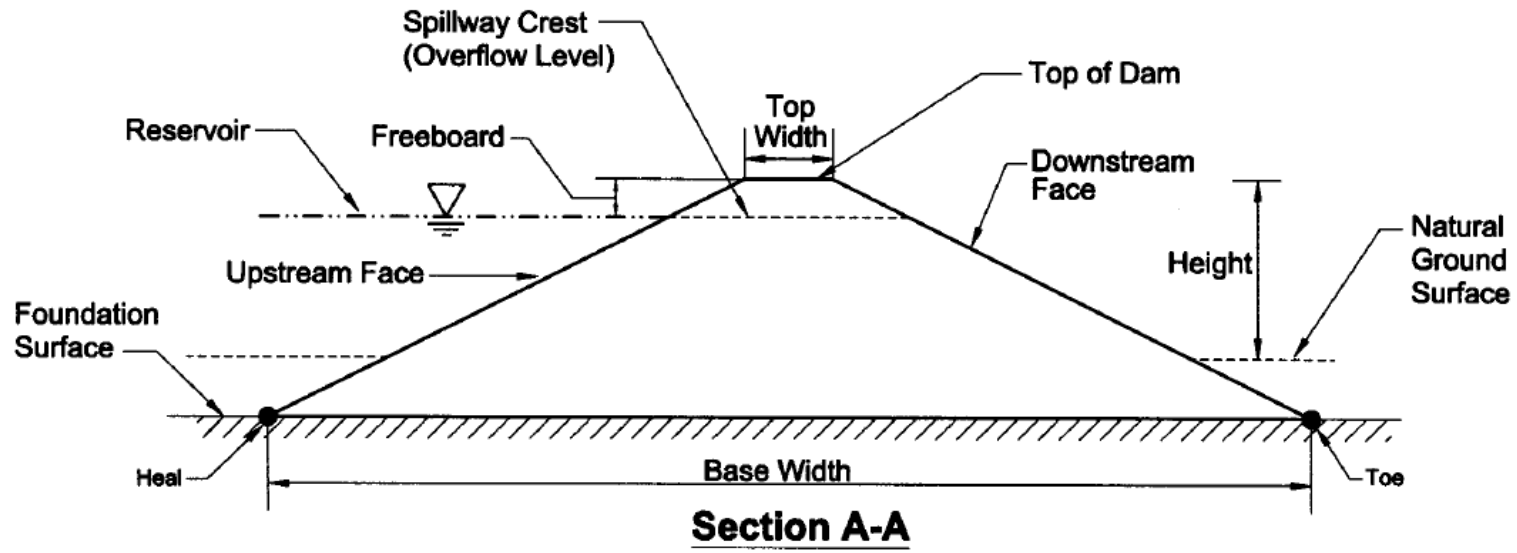 Spillway Crest
(Overflow Level)
Top of Dam
Top
Width
Reservoir
Freeboard
Downstream
Face
Natural
Ground
Surface
Height
Upstream Face
Foundation
Surface
Heal
Base Width
Toe
Section A-A